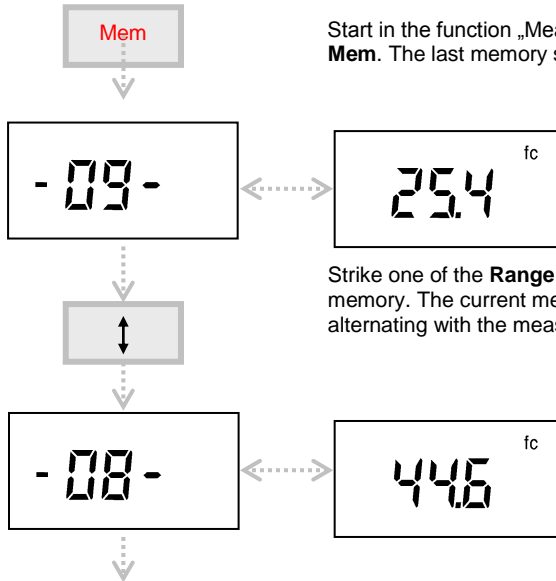 Mem
Start in the function „Mea
Mem. The last memory s
- 09 -
fc
25.4
Strike one of the Range
memory. The current me
alternating with the meas
- 08 -
fc
44.6